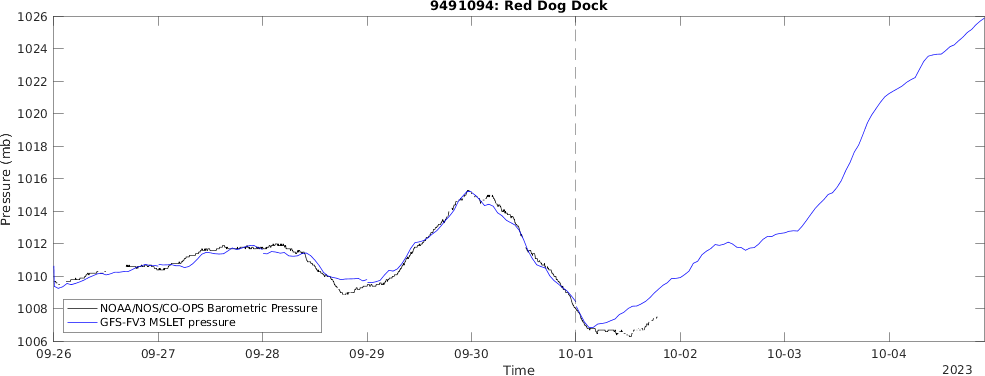 9491094: Red Dog Dock
1026
1024
1022
1020
1018
1016
1014
1012
1010
1008
1006
Pressure (mb)
NOAA/NOS/CO-OPS Barometric Pressure
GFS-FV3 MSLET pressure
09-26 09-27 09-28 09-29 09-30 10-01 10-02 10-03 10-04
Time
2023